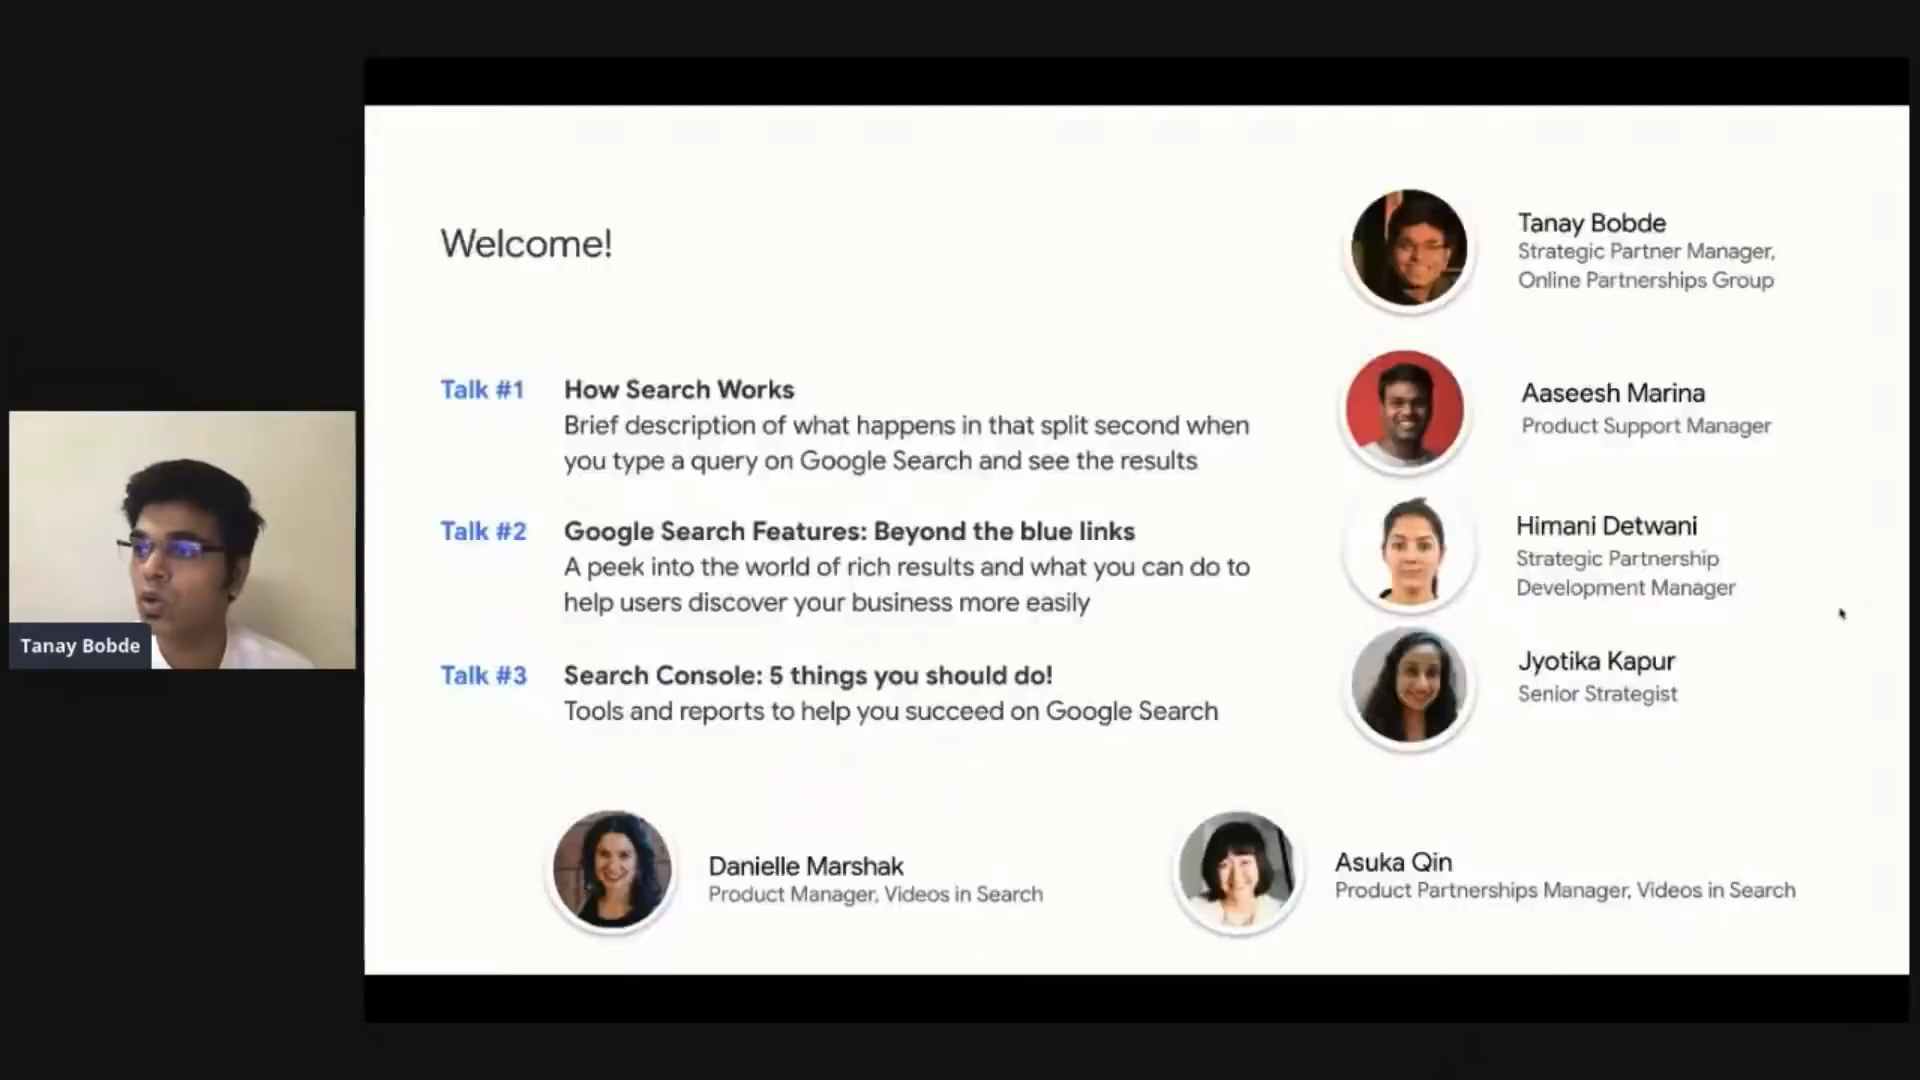 Welcome!
Talk #1 How Search Works
Brief description of what happens in that split second when
you type a query on Google Search and see the results
Talk #2 Google Search Features: Beyond the blue links
A peek into the world of rich results and what you can do to
help users discover your business more easily
Talk #3 Search Console: 5 things you should do!
Tools and reports to help you succeed on Google Search
Tanay Bobde
Strategic Partner Manager,
Online Partnerships Group
Aaseesh Marina
Product Support Manager
Himani Detwani
Strategic Partnership
Development Manager
Jyotika Kapur
Senior Strategist
Danielle Marshak
Product Manager, Videos in Search
Asuka Qin
Product Partnerships Manager, Videos in Search
Tanay Bobde